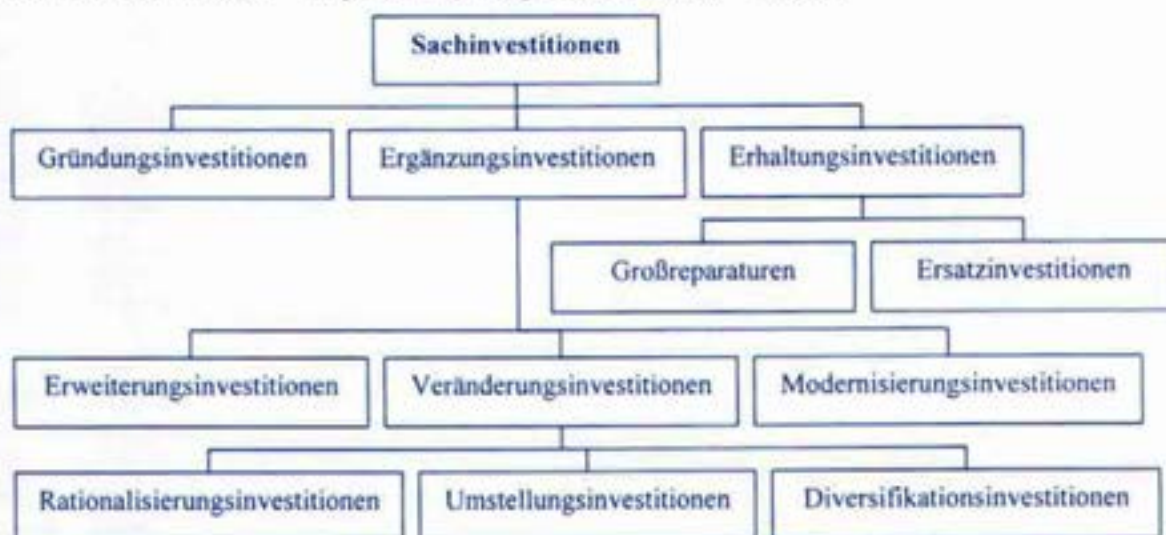 Sachinvestitionen
Gründungsinvestitionen Ergänzungsinvestitionen Erhaltungsinvestitionen
Großreparaturen Ersatzinvestitionen
Erweiterungsinvestitionen Veränderungsinvestitionen Modernisierungsinvestitionen
Rationalisierungsinvestitionen Umstellungsinvestitionen Diversifikationsinvestitionen